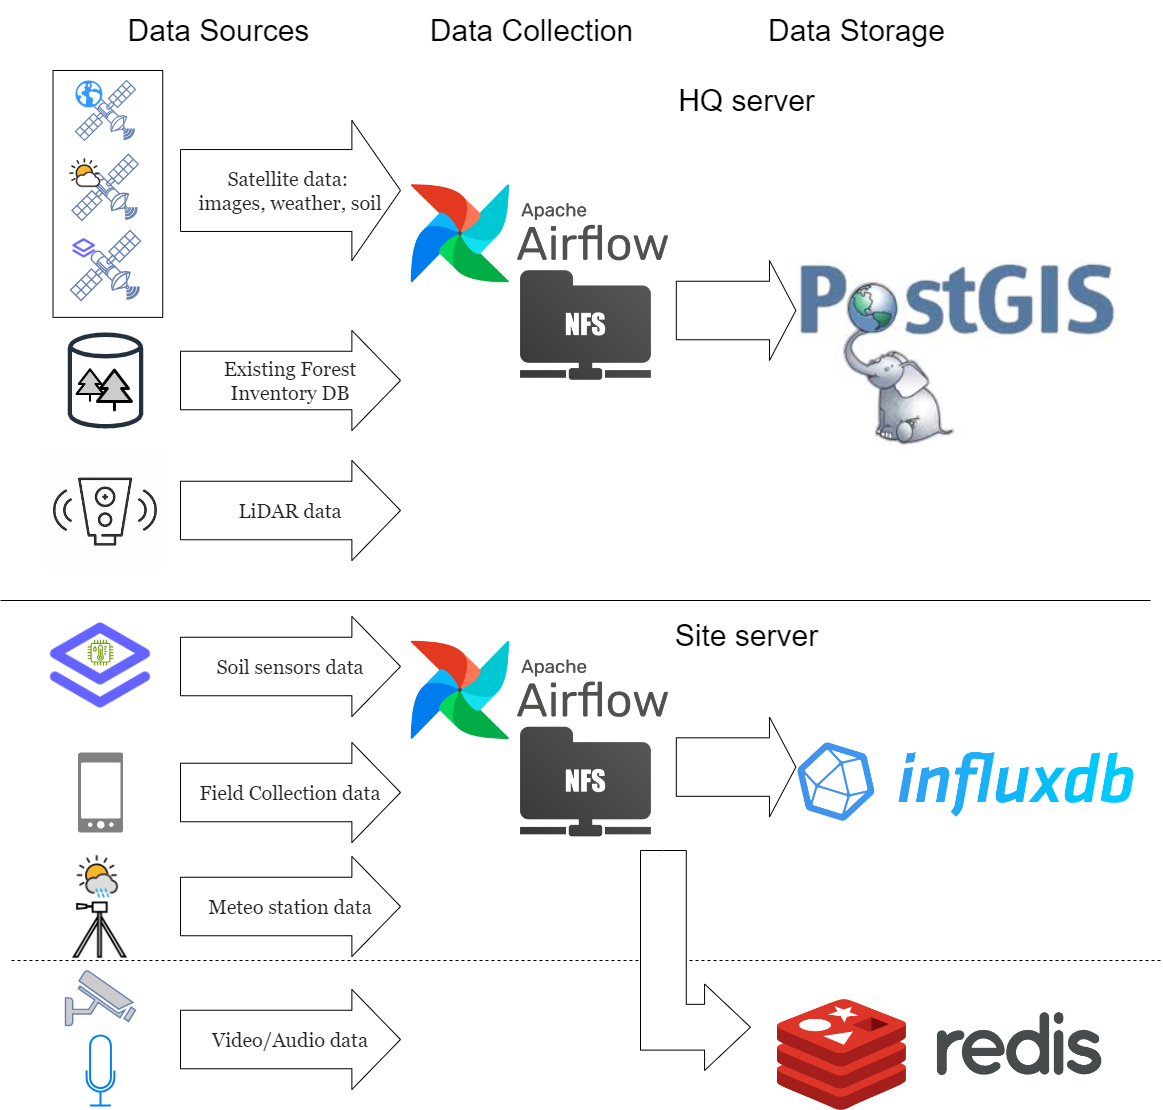 Data Sources
Data Collection
Data Storage
HQ server
Satellite data:
images, weather, soil
Apache
Airflow
NFS
PostGIS
Existing Forest
Inventory DB
LiDAR data
Site server
Soil sensors data
Apache
Airflow
NFS
influxdb
Field Collection data
Meteo station data
Video/Audio data
redis